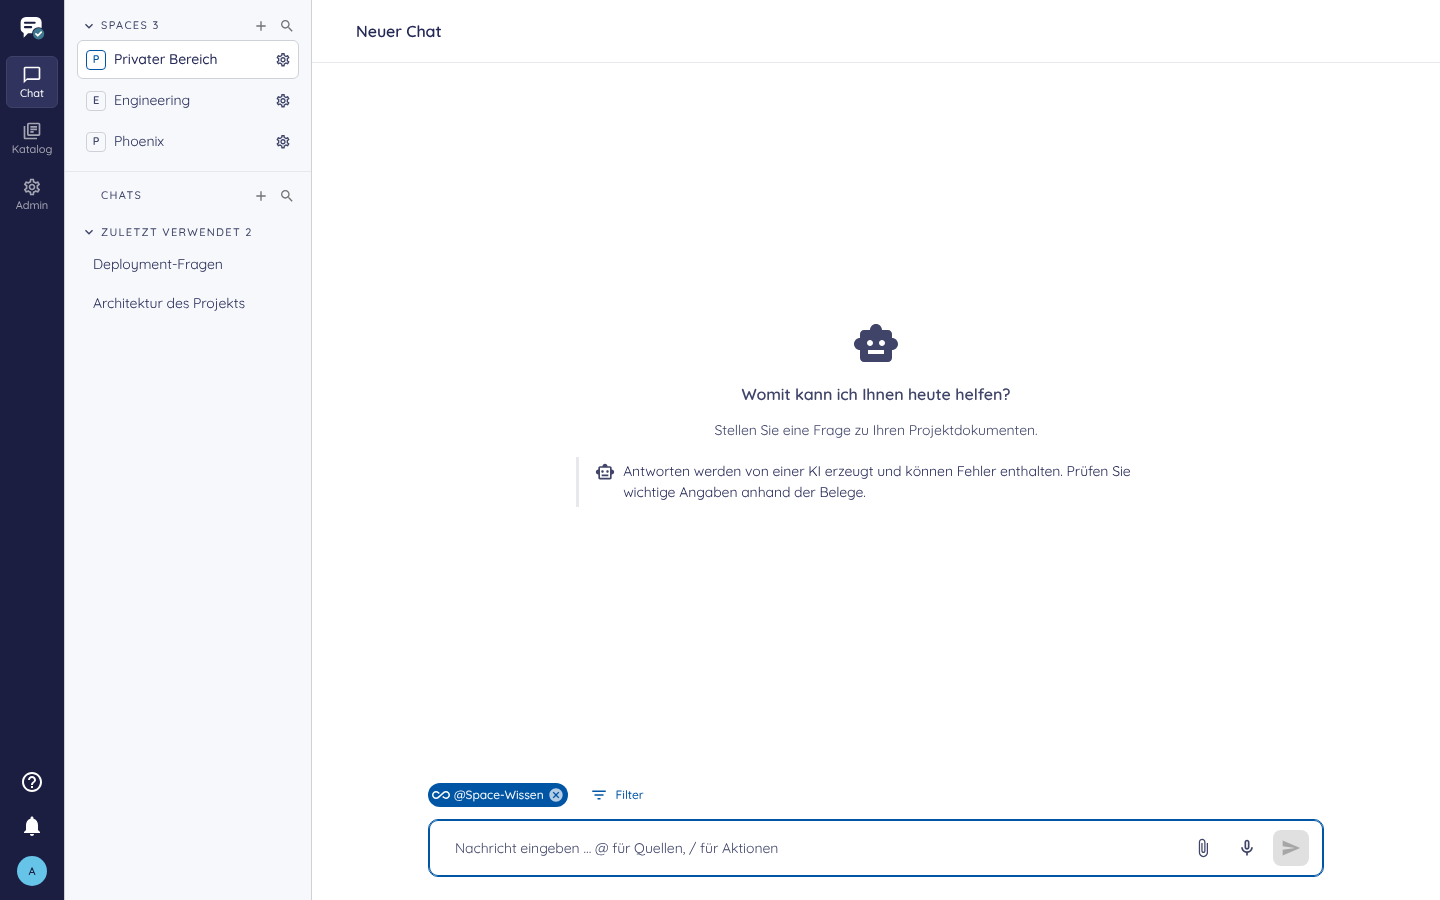 Chat
Katalog
Admin
A
SPACES 3
P Privater Bereich
E Engineering
P Phoenix
CHATS
ZULETZT VERWENDET 2
Deployment-Fragen
Architektur des Projekts
Neuer Chat
Womit kann ich Ihnen heute helfen?
Stellen Sie eine Frage zu Ihren Projektdokumenten.
Antworten werden von einer KI erzeugt und können Fehler enthalten. Prüfen Sie
wichtige Angaben anhand der Belege.
@Space-Wissen
Filter
Nachricht eingeben … @ für Quellen, / für Aktionen